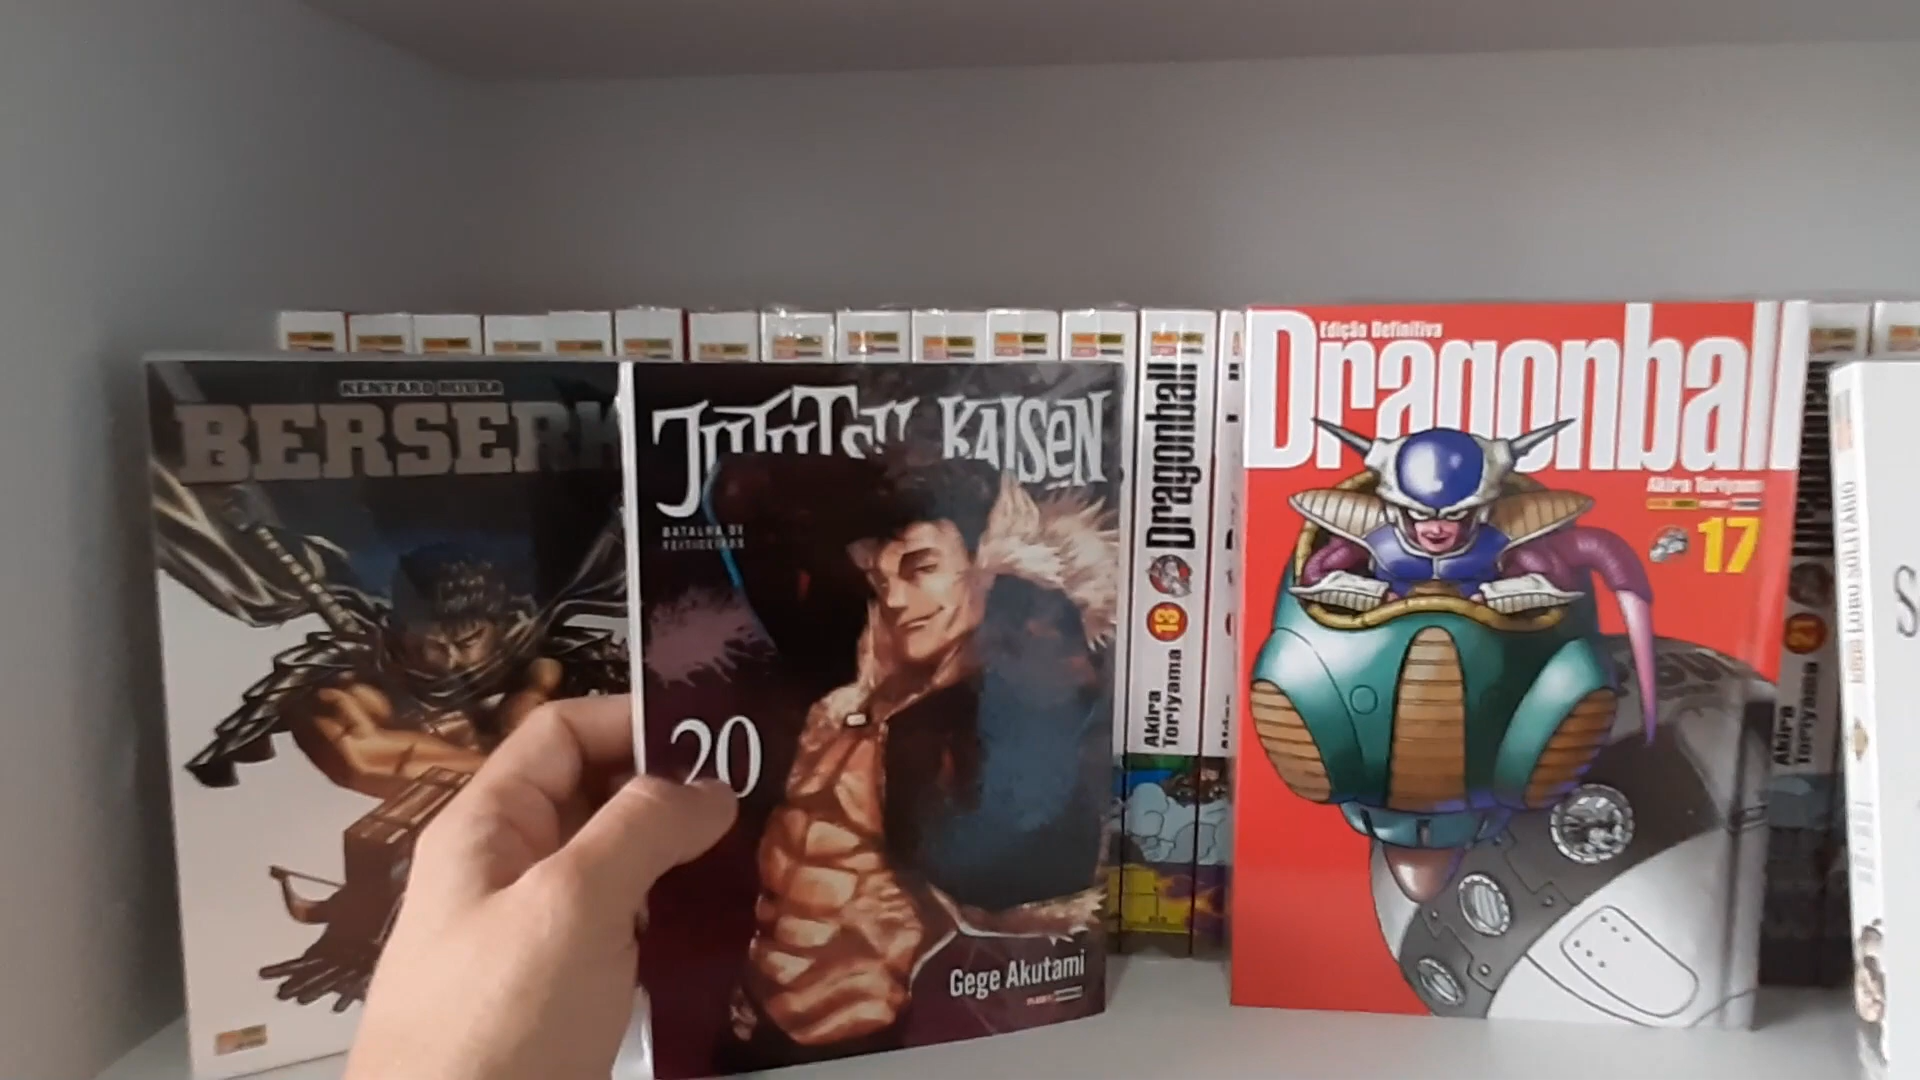 KENTARO MIURA
BERSERK
JUJUTSU KAISEN
BATALHA DE
FEITICEIROS
20
Gege Akutami
Dragonball
13
Akira
Toriyama
Edição Definitiva
Dragonball
Akira Toriyama
17
21
Akira
Toriyama
LOBO SOLITÁRIO
S